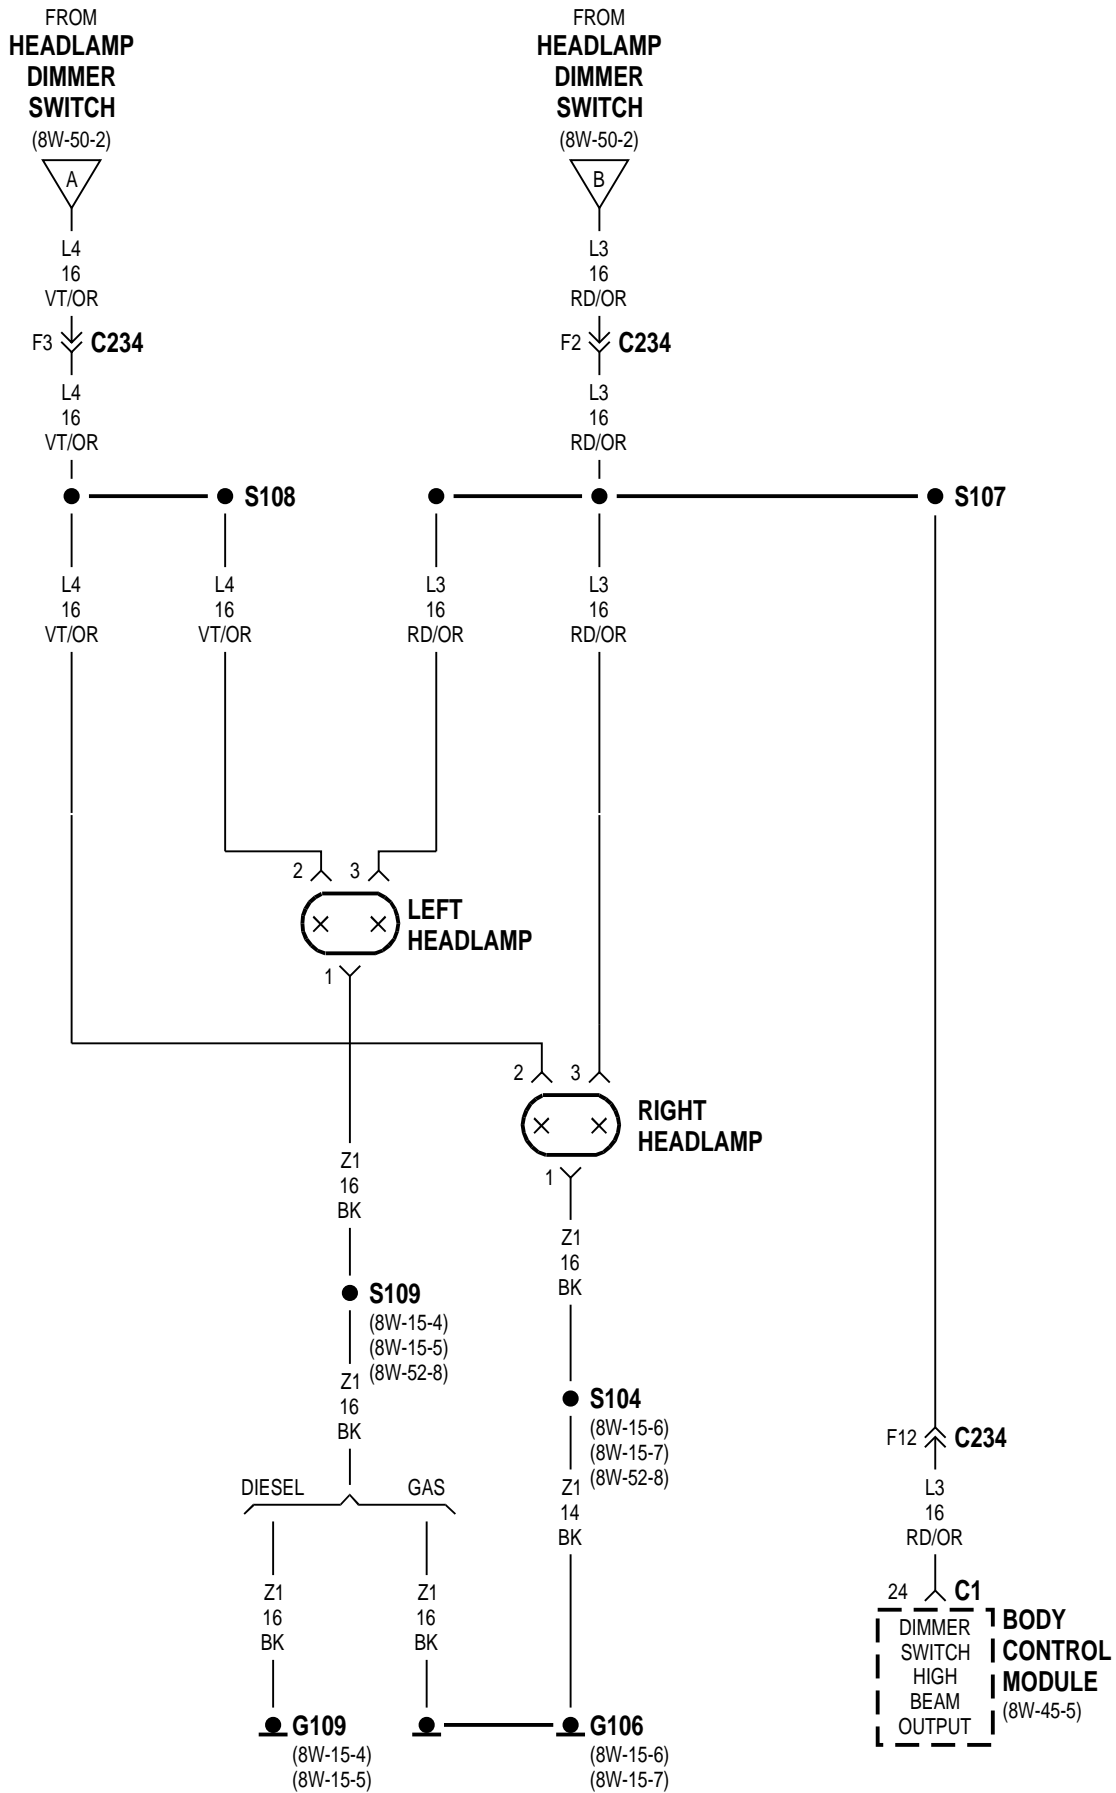 FROM
HEADLAMP
DIMMER
SWITCH
(8W-50-2)
A
L4
16
VT/OR
F3
C234
L4
16
VT/OR
FROM
HEADLAMP
DIMMER
SWITCH
(8W-50-2)
B
L3
16
RD/OR
F2
C234
L3
16
RD/OR
S108
S107
L4
16
VT/OR
L4
16
VT/OR
L3
16
RD/OR
L3
16
RD/OR
2
3
LEFT
HEADLAMP
1
2
3
RIGHT
HEADLAMP
1
Z1
16
BK
S109
(8W-15-4)
(8W-15-5)
(8W-52-8)
Z1
16
BK
Z1
16
BK
S104
(8W-15-6)
(8W-15-7)
(8W-52-8)
Z1
14
BK
DIESEL
GAS
Z1
16
BK
Z1
16
BK
G109
(8W-15-4)
(8W-15-5)
G106
(8W-15-6)
(8W-15-7)
F12
C234
L3
16
RD/OR
24
C1
DIMMER
SWITCH
HIGH
BEAM
OUTPUT
BODY
CONTROL
MODULE
(8W-45-5)